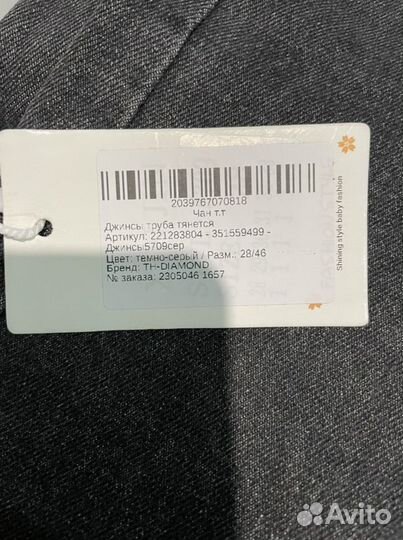 2039767070818
Чан т.т
Джинсы труба тянется
Артикул: 221283804 - 351559499 -
Джинсы5709сер
Цвет: темно-серый / Разм.: 28/46
Бренд: TH-DIAMOND
№ заказа: 2305046 1657
Shining style baby fashion
Avito